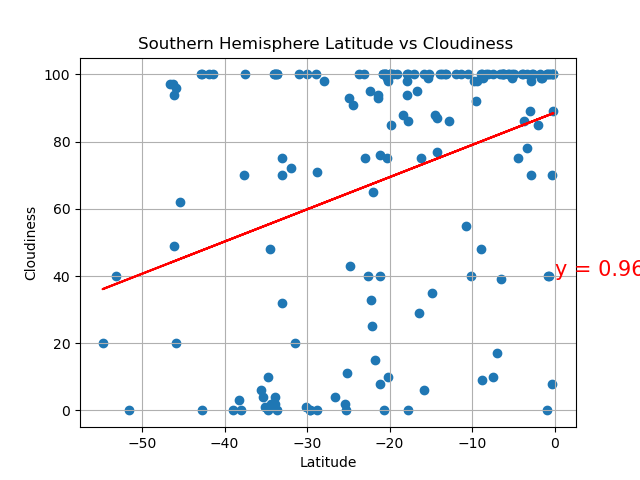 Southern Hemisphere Latitude vs Cloudiness
100
80
60
40
20
0
Cloudiness
y = 0.96
−50 −40 −30 −20 −10 0
Latitude